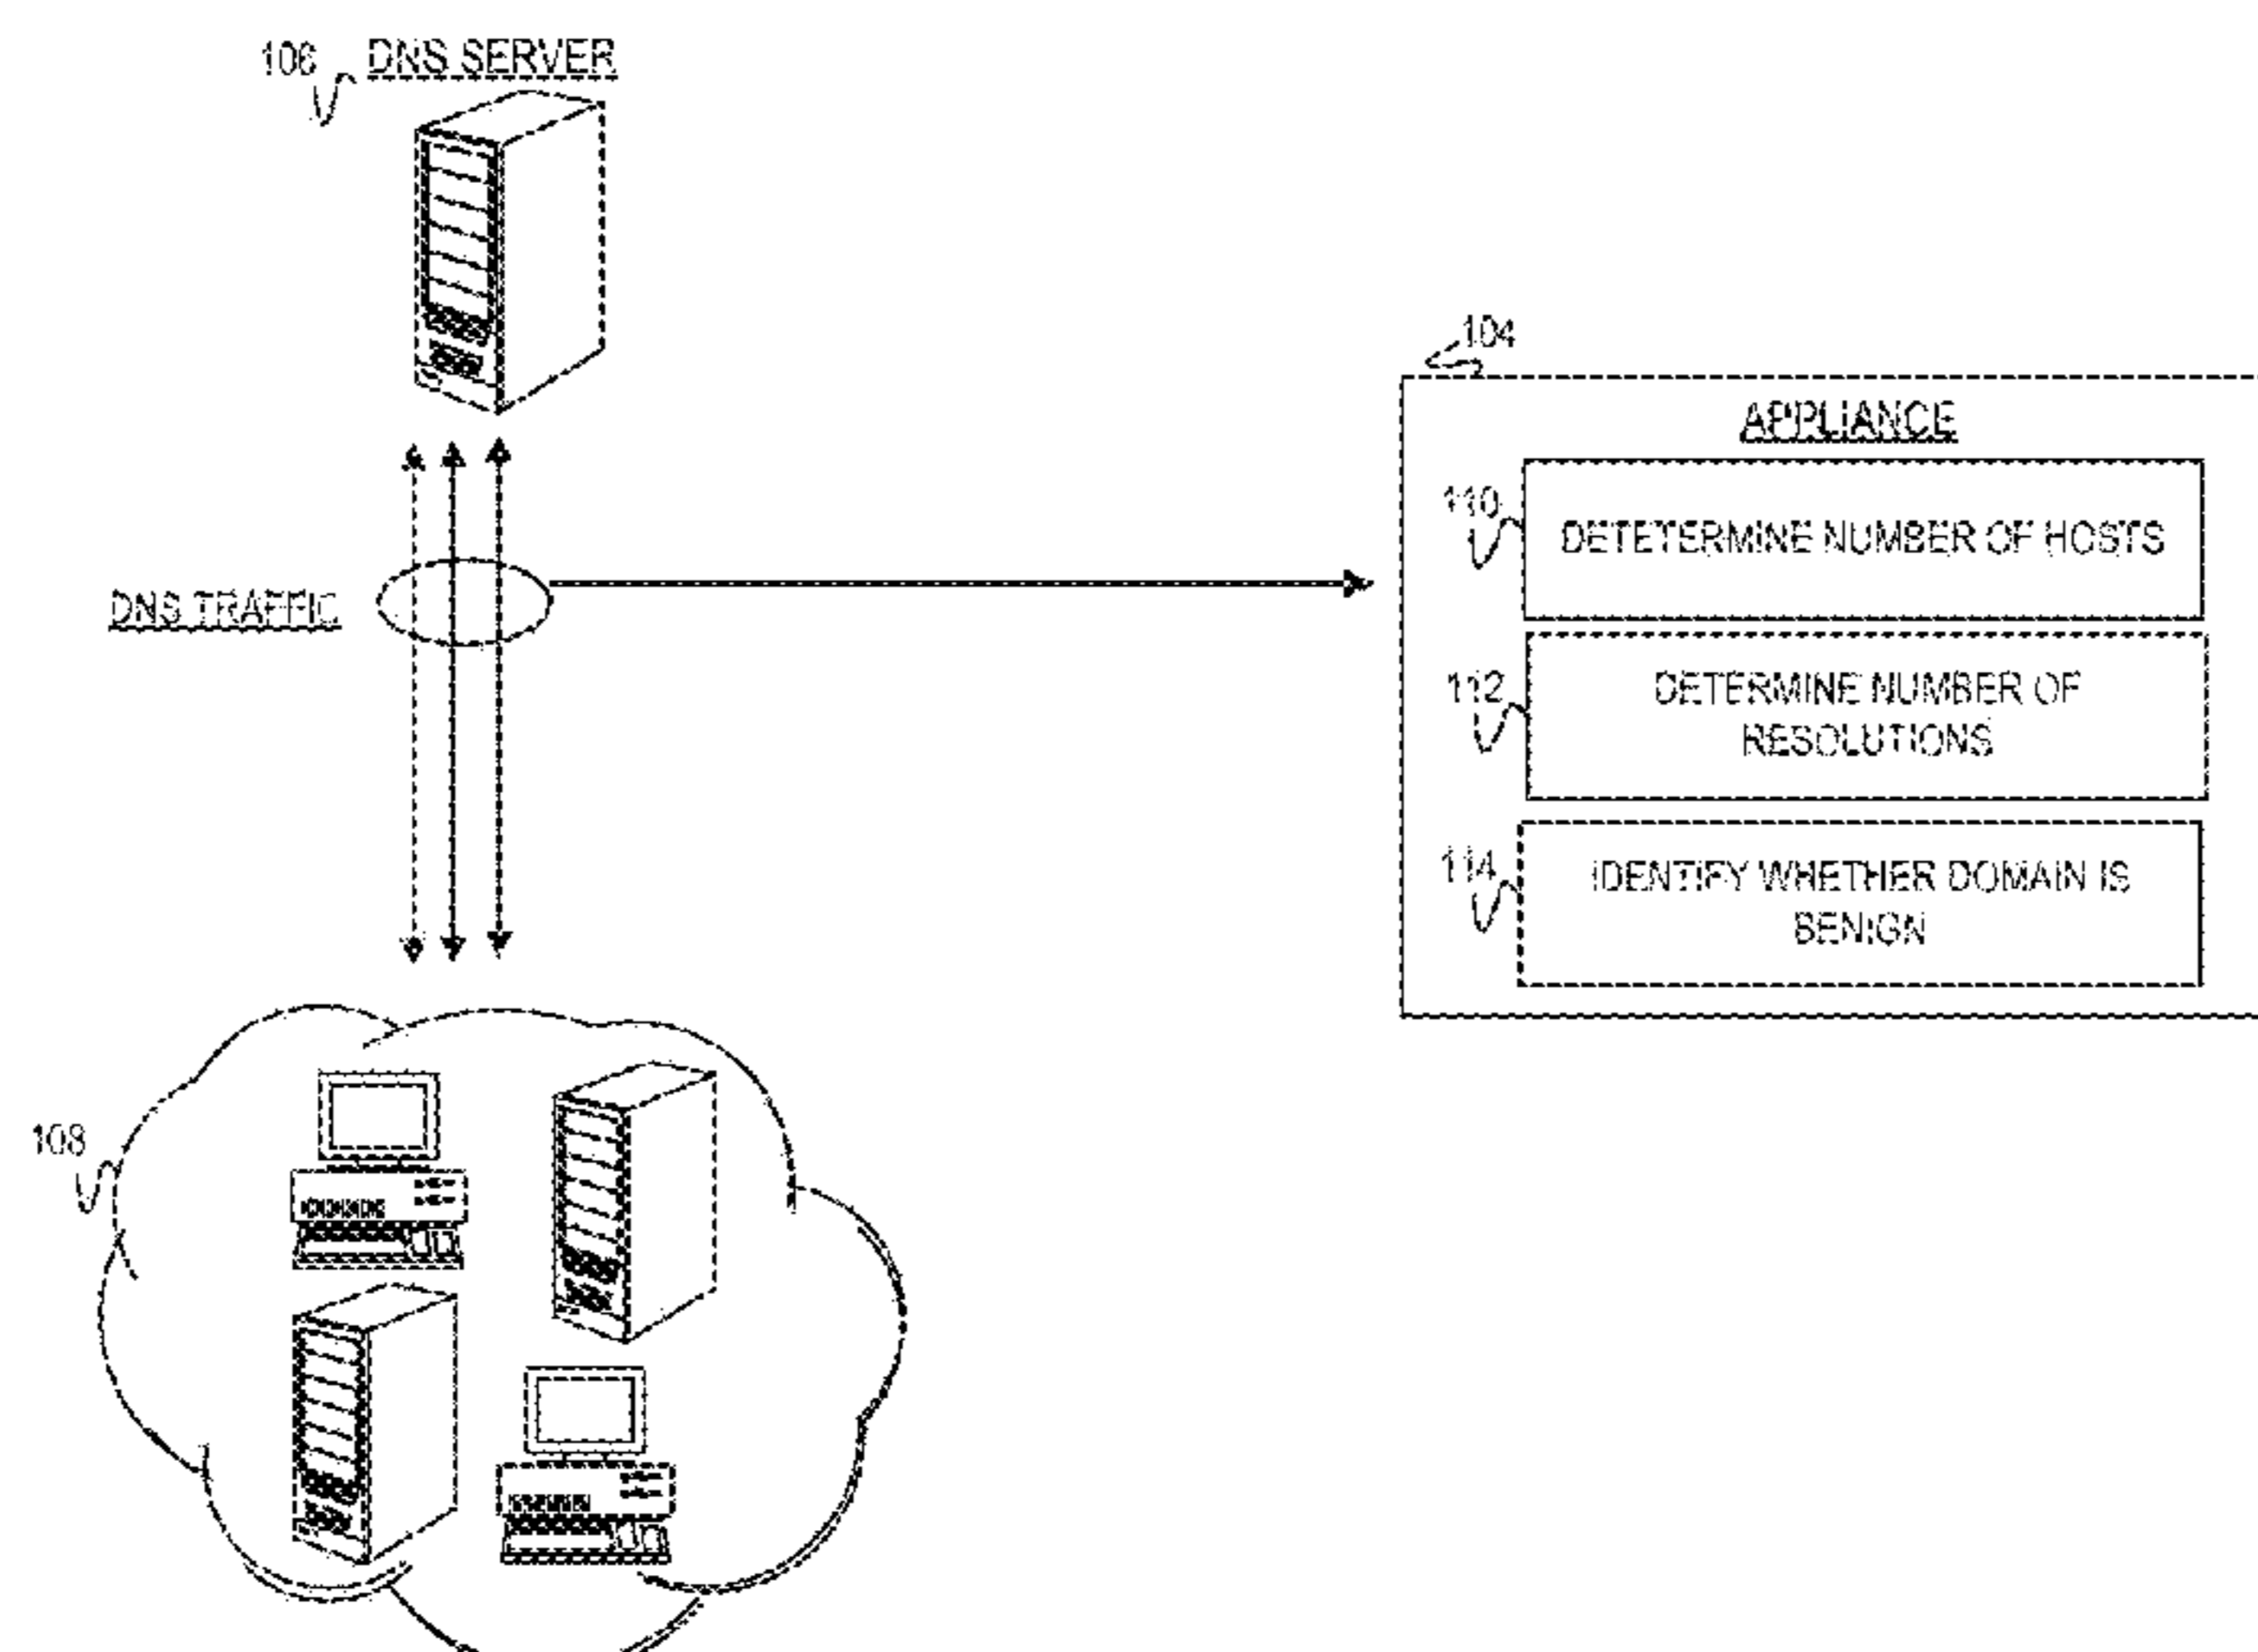 106 DNS SERVER
104
APPLIANCE
110
DETETERMINE NUMBER OF HOSTS
DNS TRAFFIC
112
DETERMINE NUMBER OF
RESOLUTIONS
114
IDENTIFY WHETHER DOMAIN IS
BENIGN
108